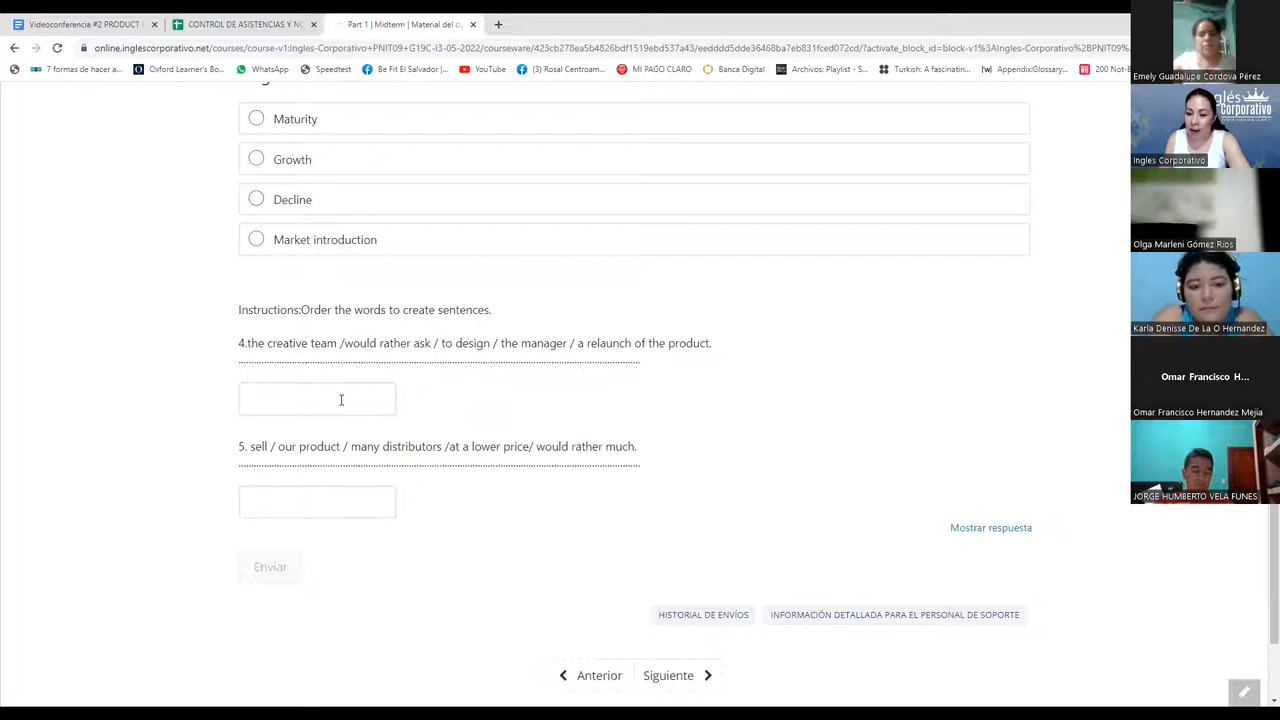 Videoconferencia #2 PRODUCT
CONTROL DE ASISTENCIAS Y NO
Part 1 | Midterm | Material del c
online.inglescorporativo.net/courses/course-v1:Ingles-Corporativo+PNIT09+G19C-I3-05-2022/courseware/423cb278ea5b4826bdf1519ebd537a43/eedddd5dde36468ba7eb831fced072cd/?activate_block_id=block-v1%3AIngles-Corporativo%2BPNIT09%
7 formas de hacer a...
Oxford Learner's Bo...
WhatsApp
Speedtest
Be Fit El Salvador |...
YouTube
(3) Rosal Centroam...
MI PAGO CLARO
Banca Digital
Archivos: Playlist - S...
Turkish: A fascinatin...
Appendix:Glossary...
200 Not-B
Maturity
Growth
Decline
Market introduction
Instructions:Order the words to create sentences.
4.the creative team /would rather ask / to design / the manager / a relaunch of the product.
5. sell / our product / many distributors /at a lower price/ would rather much.
Mostrar respuesta
Enviar
HISTORIAL DE ENVÍOS
INFORMACIÓN DETALLADA PARA EL PERSONAL DE SOPORTE
Anterior
Siguiente
Emely Guadalupe Cordova Pérez
glés
Corporativo
Ingles Corporativo
Olga Marleni Gómez Rios
Karla Denisse De La O Hernandez
Omar Francisco H...
Omar Francisco Hernandez Mejia
JORGE HUMBERTO VELA FUNES